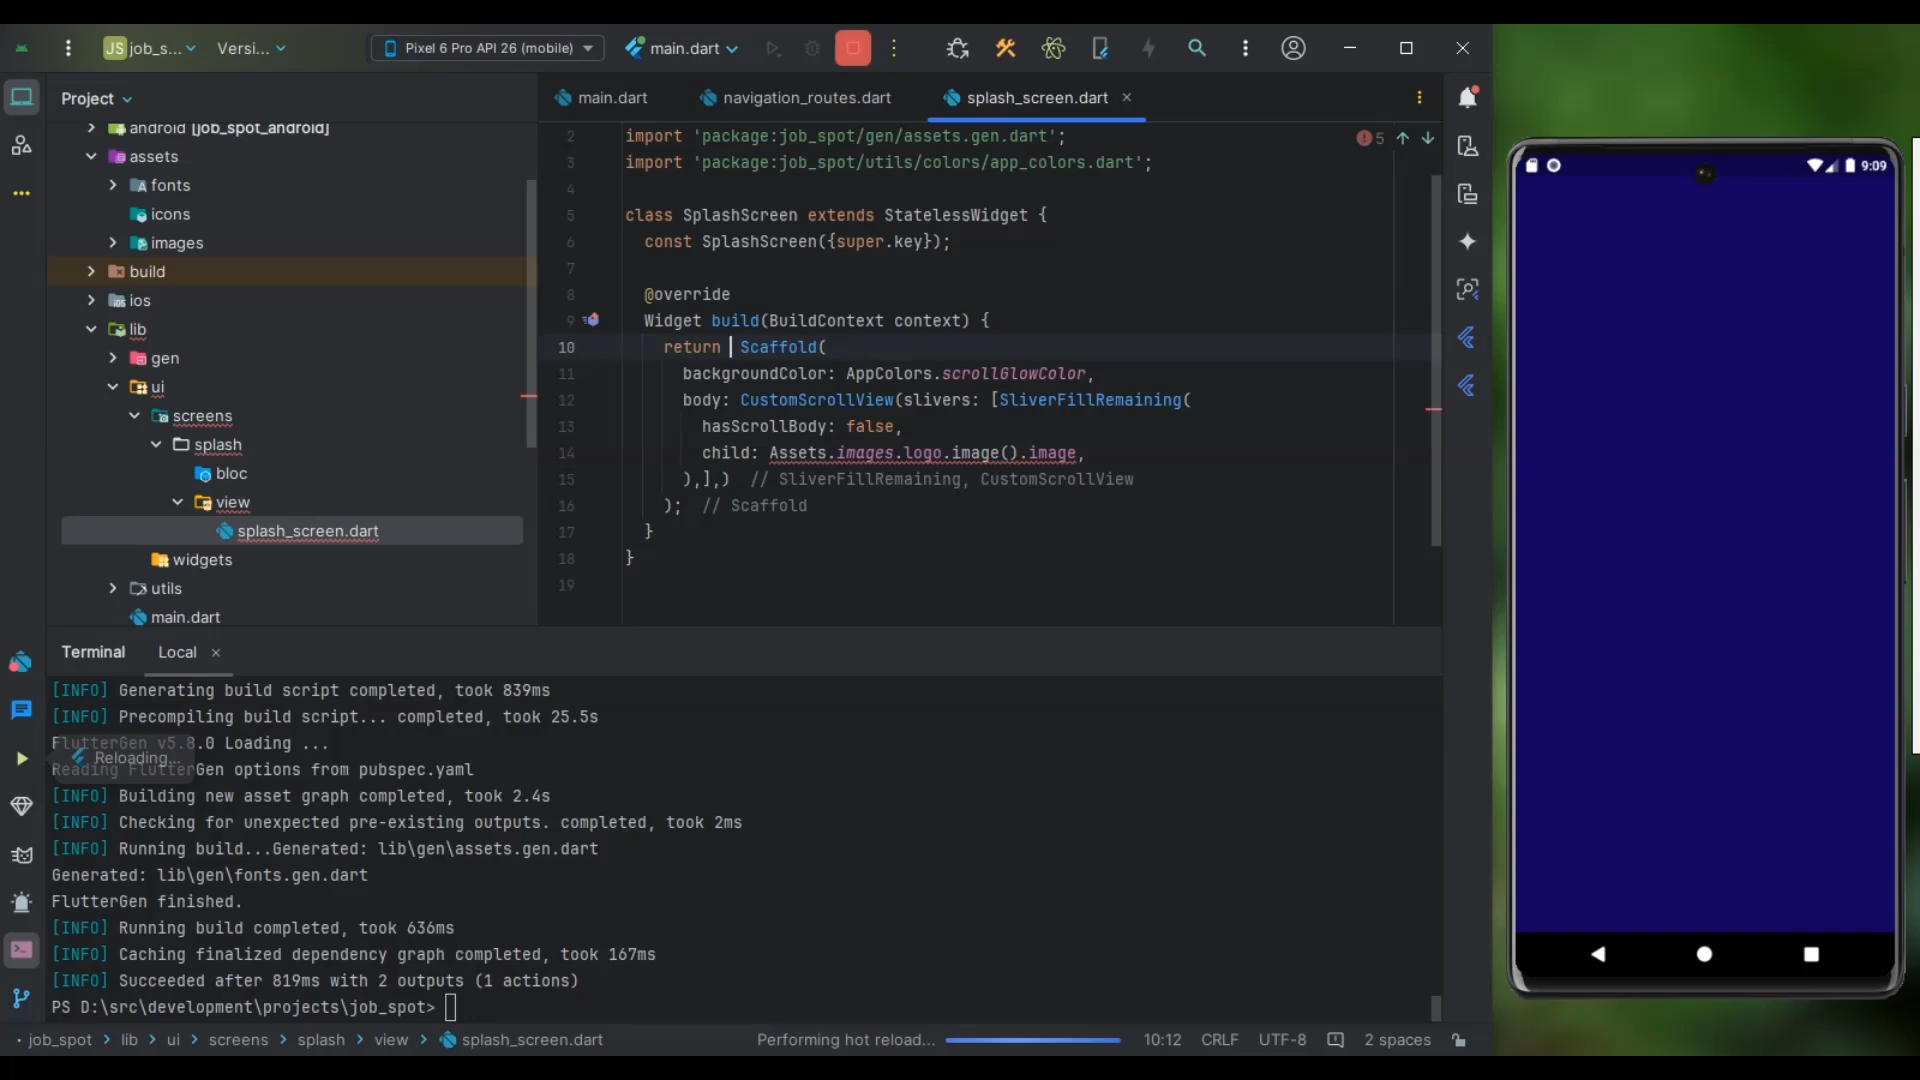 JS job_s...
Versi...
Pixel 6 Pro API 26 (mobile)
main.dart
Project
main.dart
navigation_routes.dart
splash_screen.dart
android [job_spot_android]
assets
fonts
icons
images
build
ios
lib
gen
ui
screens
splash
bloc
view
splash_screen.dart
widgets
utils
main.dart
5
2 import 'package:job_spot/gen/assets.gen.dart';
3 import 'package:job_spot/utils/colors/app_colors.dart';
4
5 class SplashScreen extends StatelessWidget {
6 const SplashScreen({super.key});
7
8 @override
9 Widget build(BuildContext context) {
10 return Scaffold(
11 backgroundColor: AppColors.scrollGlowColor,
12 body: CustomScrollView(slivers: [SliverFillRemaining(
13 hasScrollBody: false,
14 child: Assets.images.logo.image().image,
15 ),],) // SliverFillRemaining, CustomScrollView
16 ); // Scaffold
17 }
18 }
19
9:09
Terminal
Local
[INFO] Generating build script completed, took 839ms
[INFO] Precompiling build script... completed, took 25.5s
FlutterGen v5.8.0 Loading ...
Reloading...
Reading FlutterGen options from pubspec.yaml
[INFO] Building new asset graph completed, took 2.4s
[INFO] Checking for unexpected pre-existing outputs. completed, took 2ms
[INFO] Running build...Generated: lib\gen\assets.gen.dart
Generated: lib\gen\fonts.gen.dart
FlutterGen finished.
[INFO] Running build completed, took 636ms
[INFO] Caching finalized dependency graph completed, took 167ms
[INFO] Succeeded after 819ms with 2 outputs (1 actions)
PS D:\src\development\projects\job_spot>
job_spot > lib > ui > screens > splash > view > splash_screen.dart
Performing hot reload...
10:12
CRLF
UTF-8
2 spaces